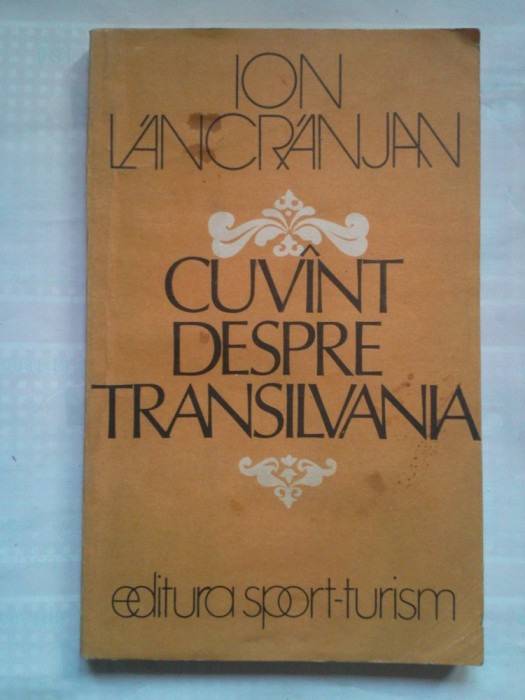 ION
LĂNCRĂNJAN
CUVÎNT
DESPRE
TRANSILVANIA
editura sport-turism